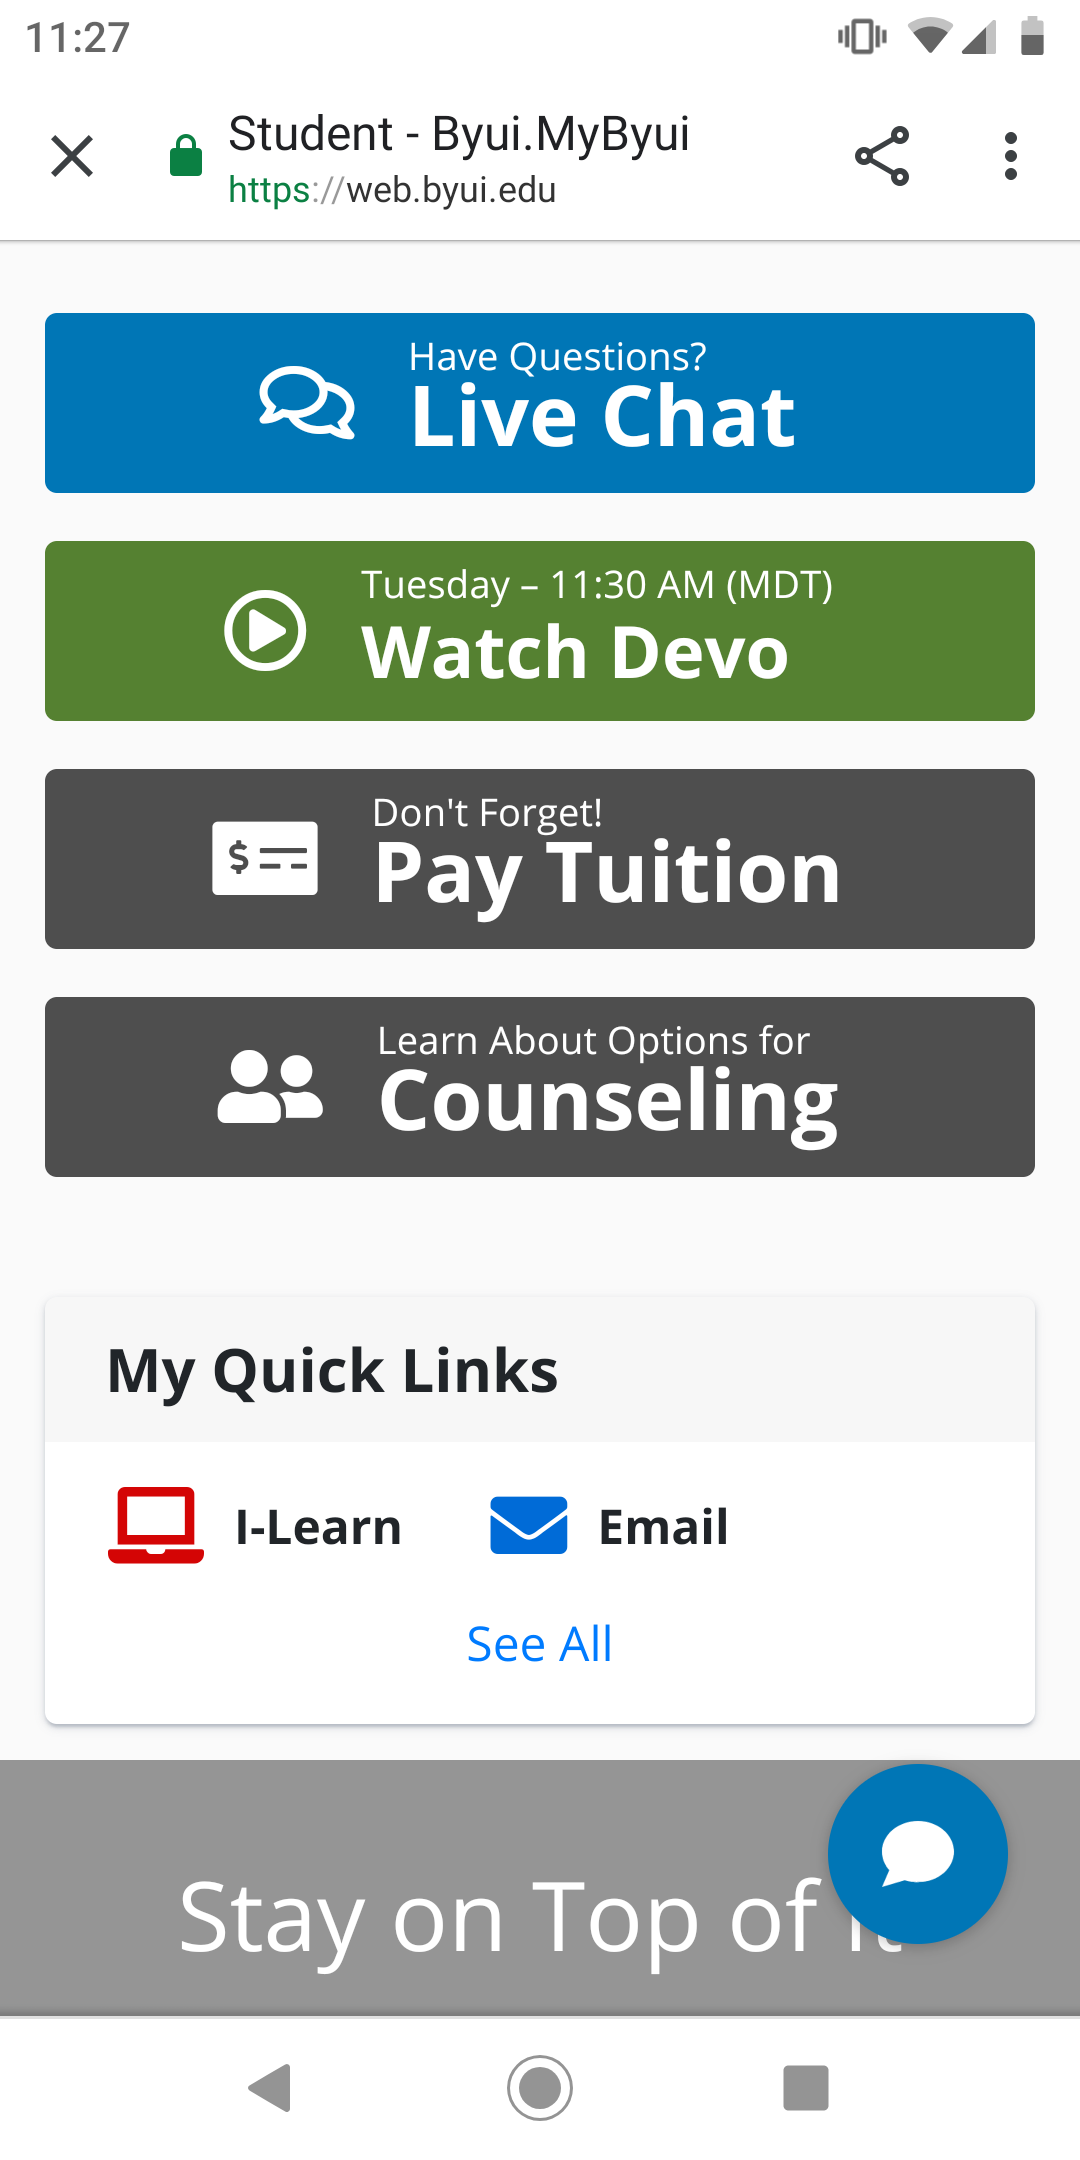 11:27
Student - Byui.MyByui
https://web.byui.edu
Have Questions?
Live Chat
Tuesday – 11:30 AM (MDT)
Watch Devo
Don't Forget!
Pay Tuition
$
Learn About Options for
Counseling
My Quick Links
I-Learn
Email
See All
Stay on Top of it